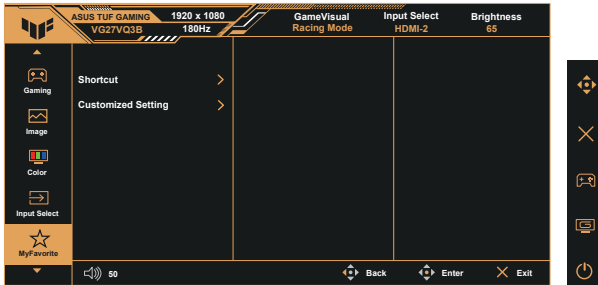 ASUS TUF GAMING 1920 x 1080 GameVisual Input Select Brightness
VG27VQ3B 180Hz Racing Mode HDMI-2 65
Gaming
Shortcut
Customized Setting
Image
Color
Input Select
MyFavorite
50 Back Enter Exit